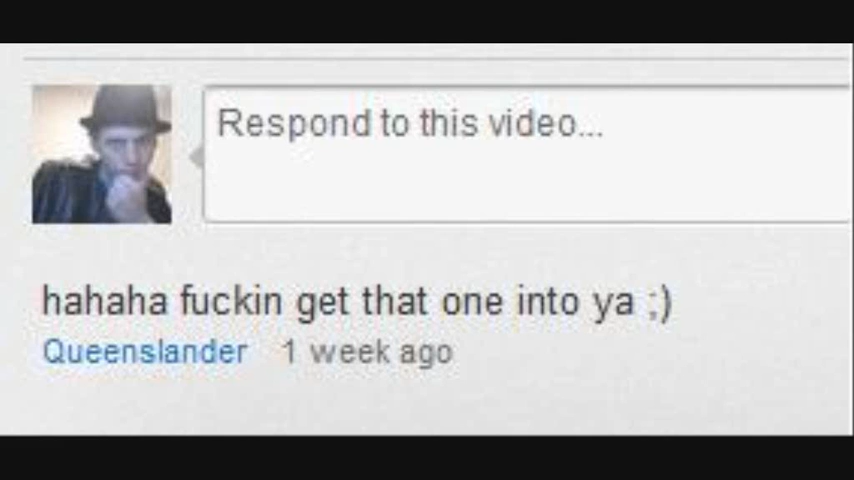 Respond to this video...
hahaha fuckin get that one into ya ;)
Queenslander 1 week ago